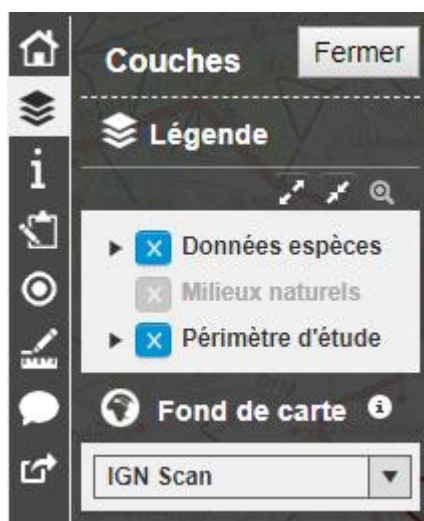 Couches
Fermer
Légende
Données espèces
Milieux naturels
Périmètre d'étude
Fond de carte
IGN Scan